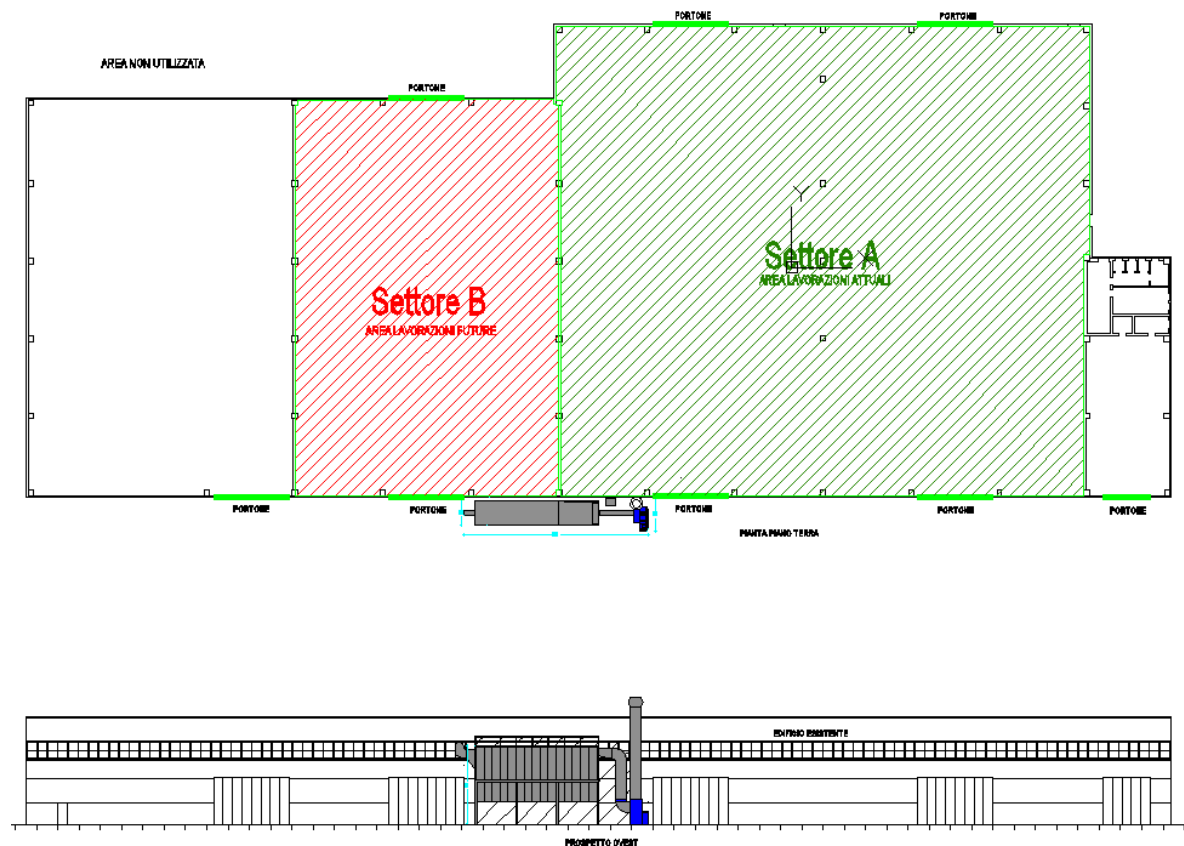 PORTONE
PORTONE
AREA NON UTILIZZATA
PORTONE
Y
X
Settore A
AREA LAVORAZIONI ATTUALI
Settore B
AREA LAVORAZIONI FUTURE
PORTONE
PORTONE
PORTONE
PORTONE
PORTONE
PIANTA PIANO TERRA
EDIFICIO ESISTENTE
PROSPETTO OVEST